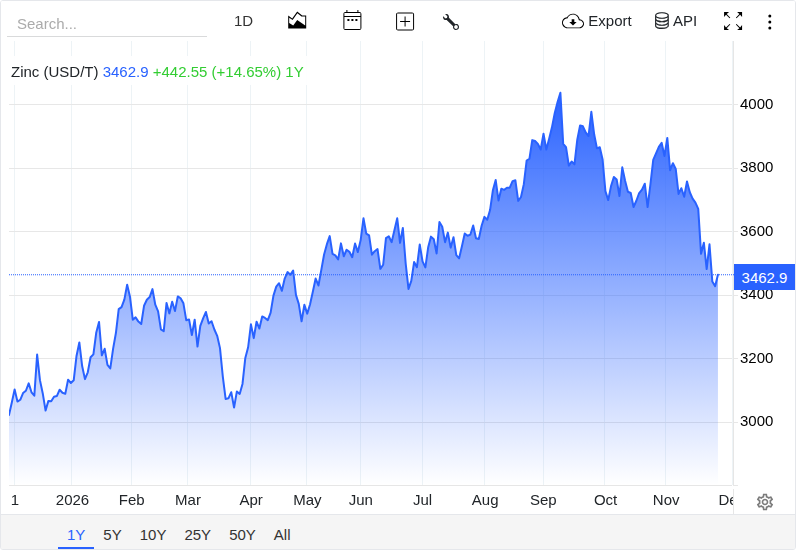 Search... 1D Export API
Zinc (USD/T) 3462.9 +442.55 (+14.65%) 1Y
4000
3800
3600
3462.9
3400
3200
3000
1 2026 Feb Mar Apr May Jun Jul Aug Sep Oct Nov De
1Y 5Y 10Y 25Y 50Y All